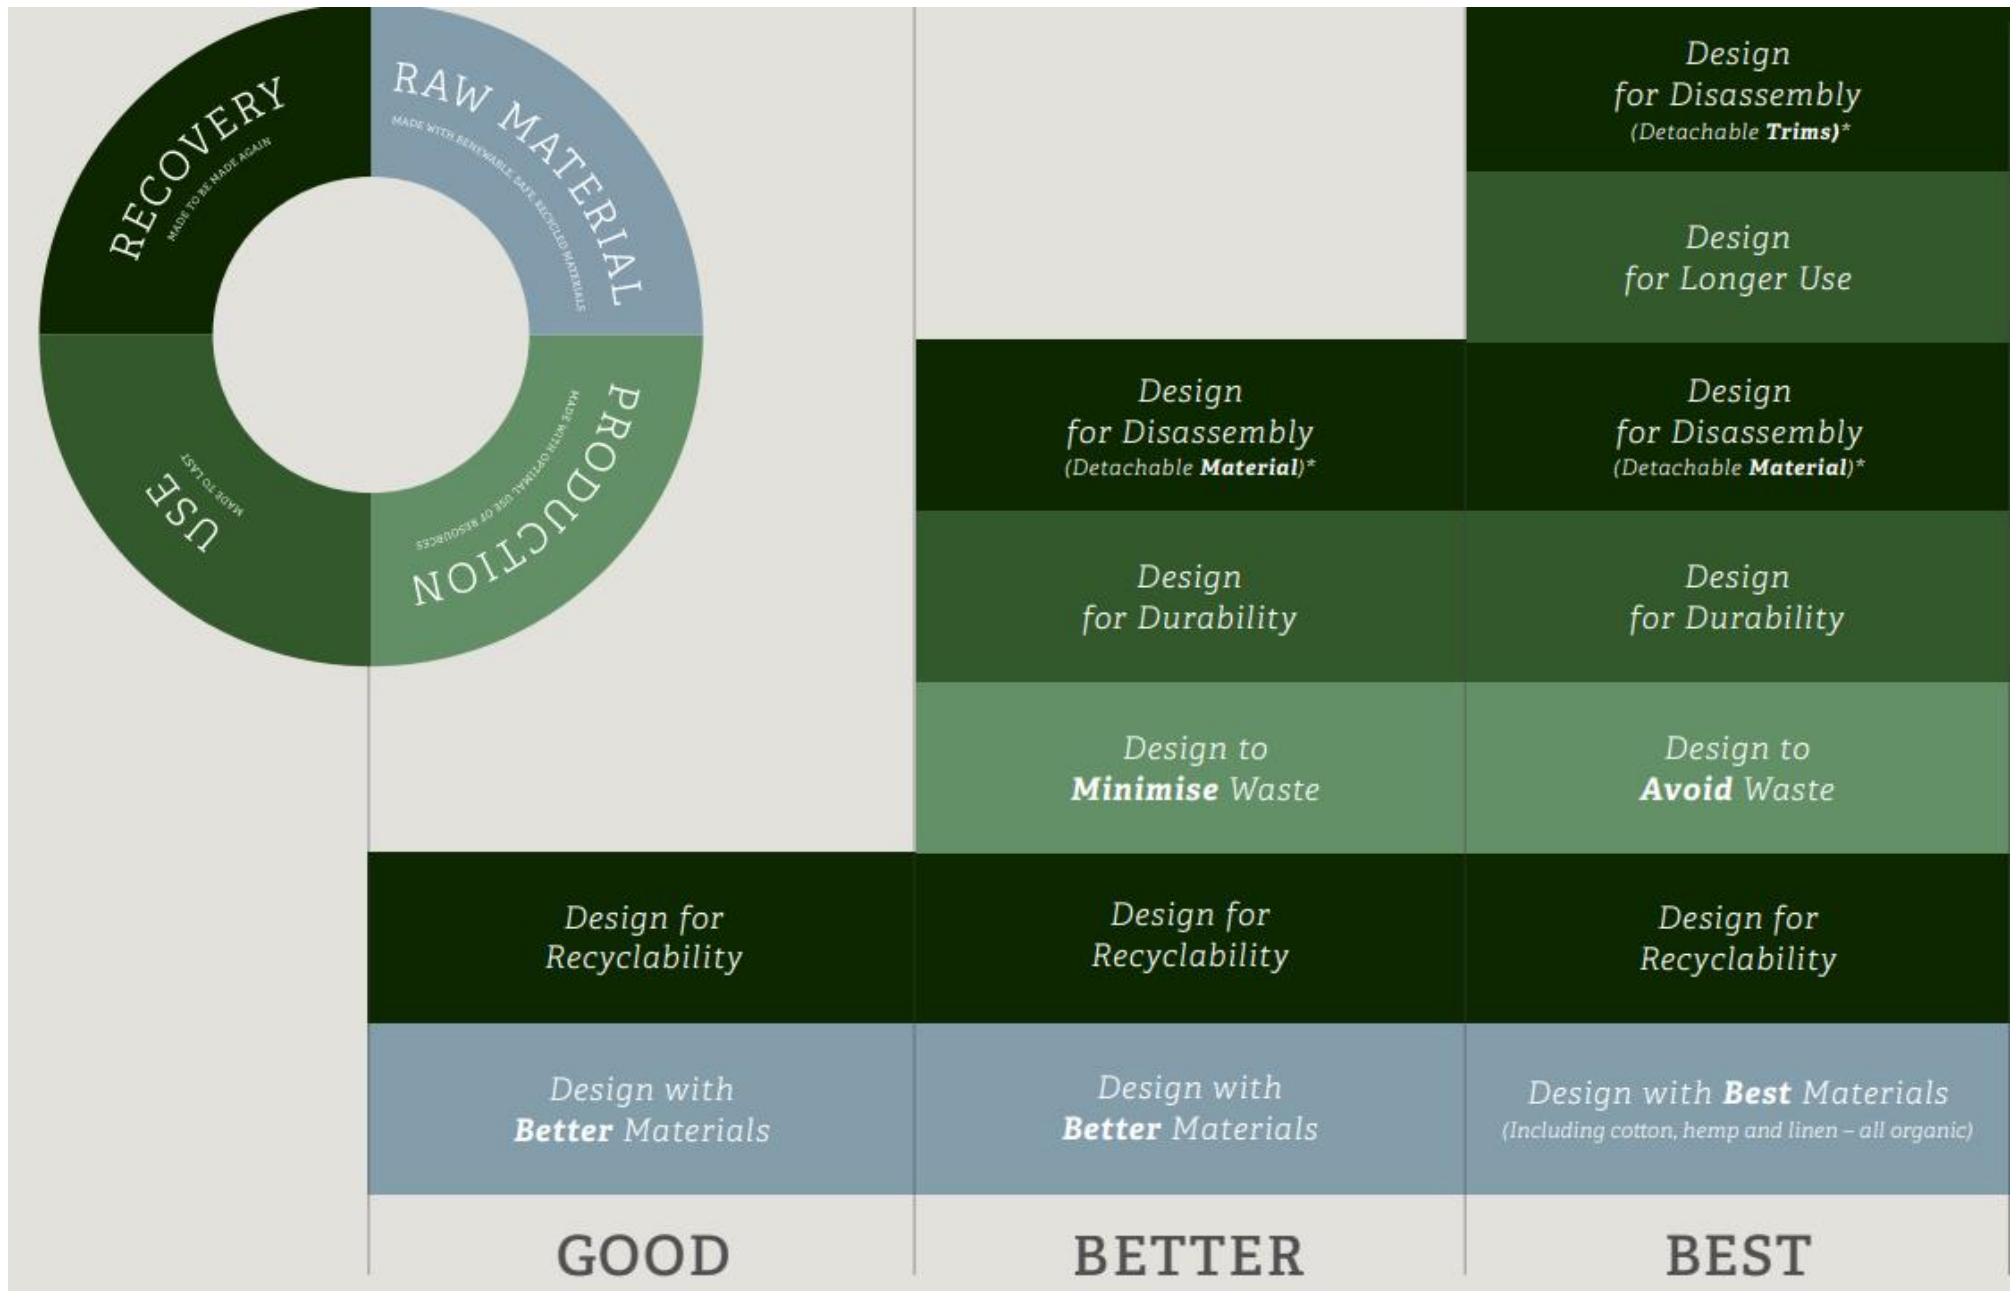 RECOVERY
MADE TO BE MADE AGAIN
RAW MATERIAL
MADE WITH RENEWABLE, SAFE, RECYCLED MATERIALS
PRODUCTION
MADE WITH OPTIMAL USE OF RESOURCES
USE
MADE TO LAST
Design
for Disassembly
(Detachable Trims)*
Design
for Longer Use
Design
for Disassembly
(Detachable Material)*
Design
for Disassembly
(Detachable Material)*
Design
for Durability
Design
for Durability
Design to
Minimise Waste
Design to
Avoid Waste
Design for
Recyclability
Design for
Recyclability
Design for
Recyclability
Design with
Better Materials
Design with
Better Materials
Design with Best Materials
(Including cotton, hemp and linen – all organic)
GOOD
BETTER
BEST